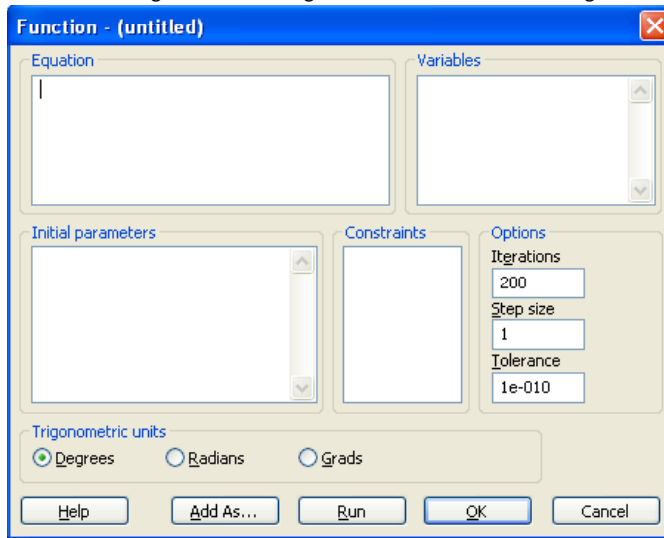 Function - (untitled)
Equation
Variables
Initial parameters
Constraints
Options
Iterations
200
Step size
1
Tolerance
1e-010
Trigonometric units
Degrees Radians Grads
Help Add As... Run OK Cancel